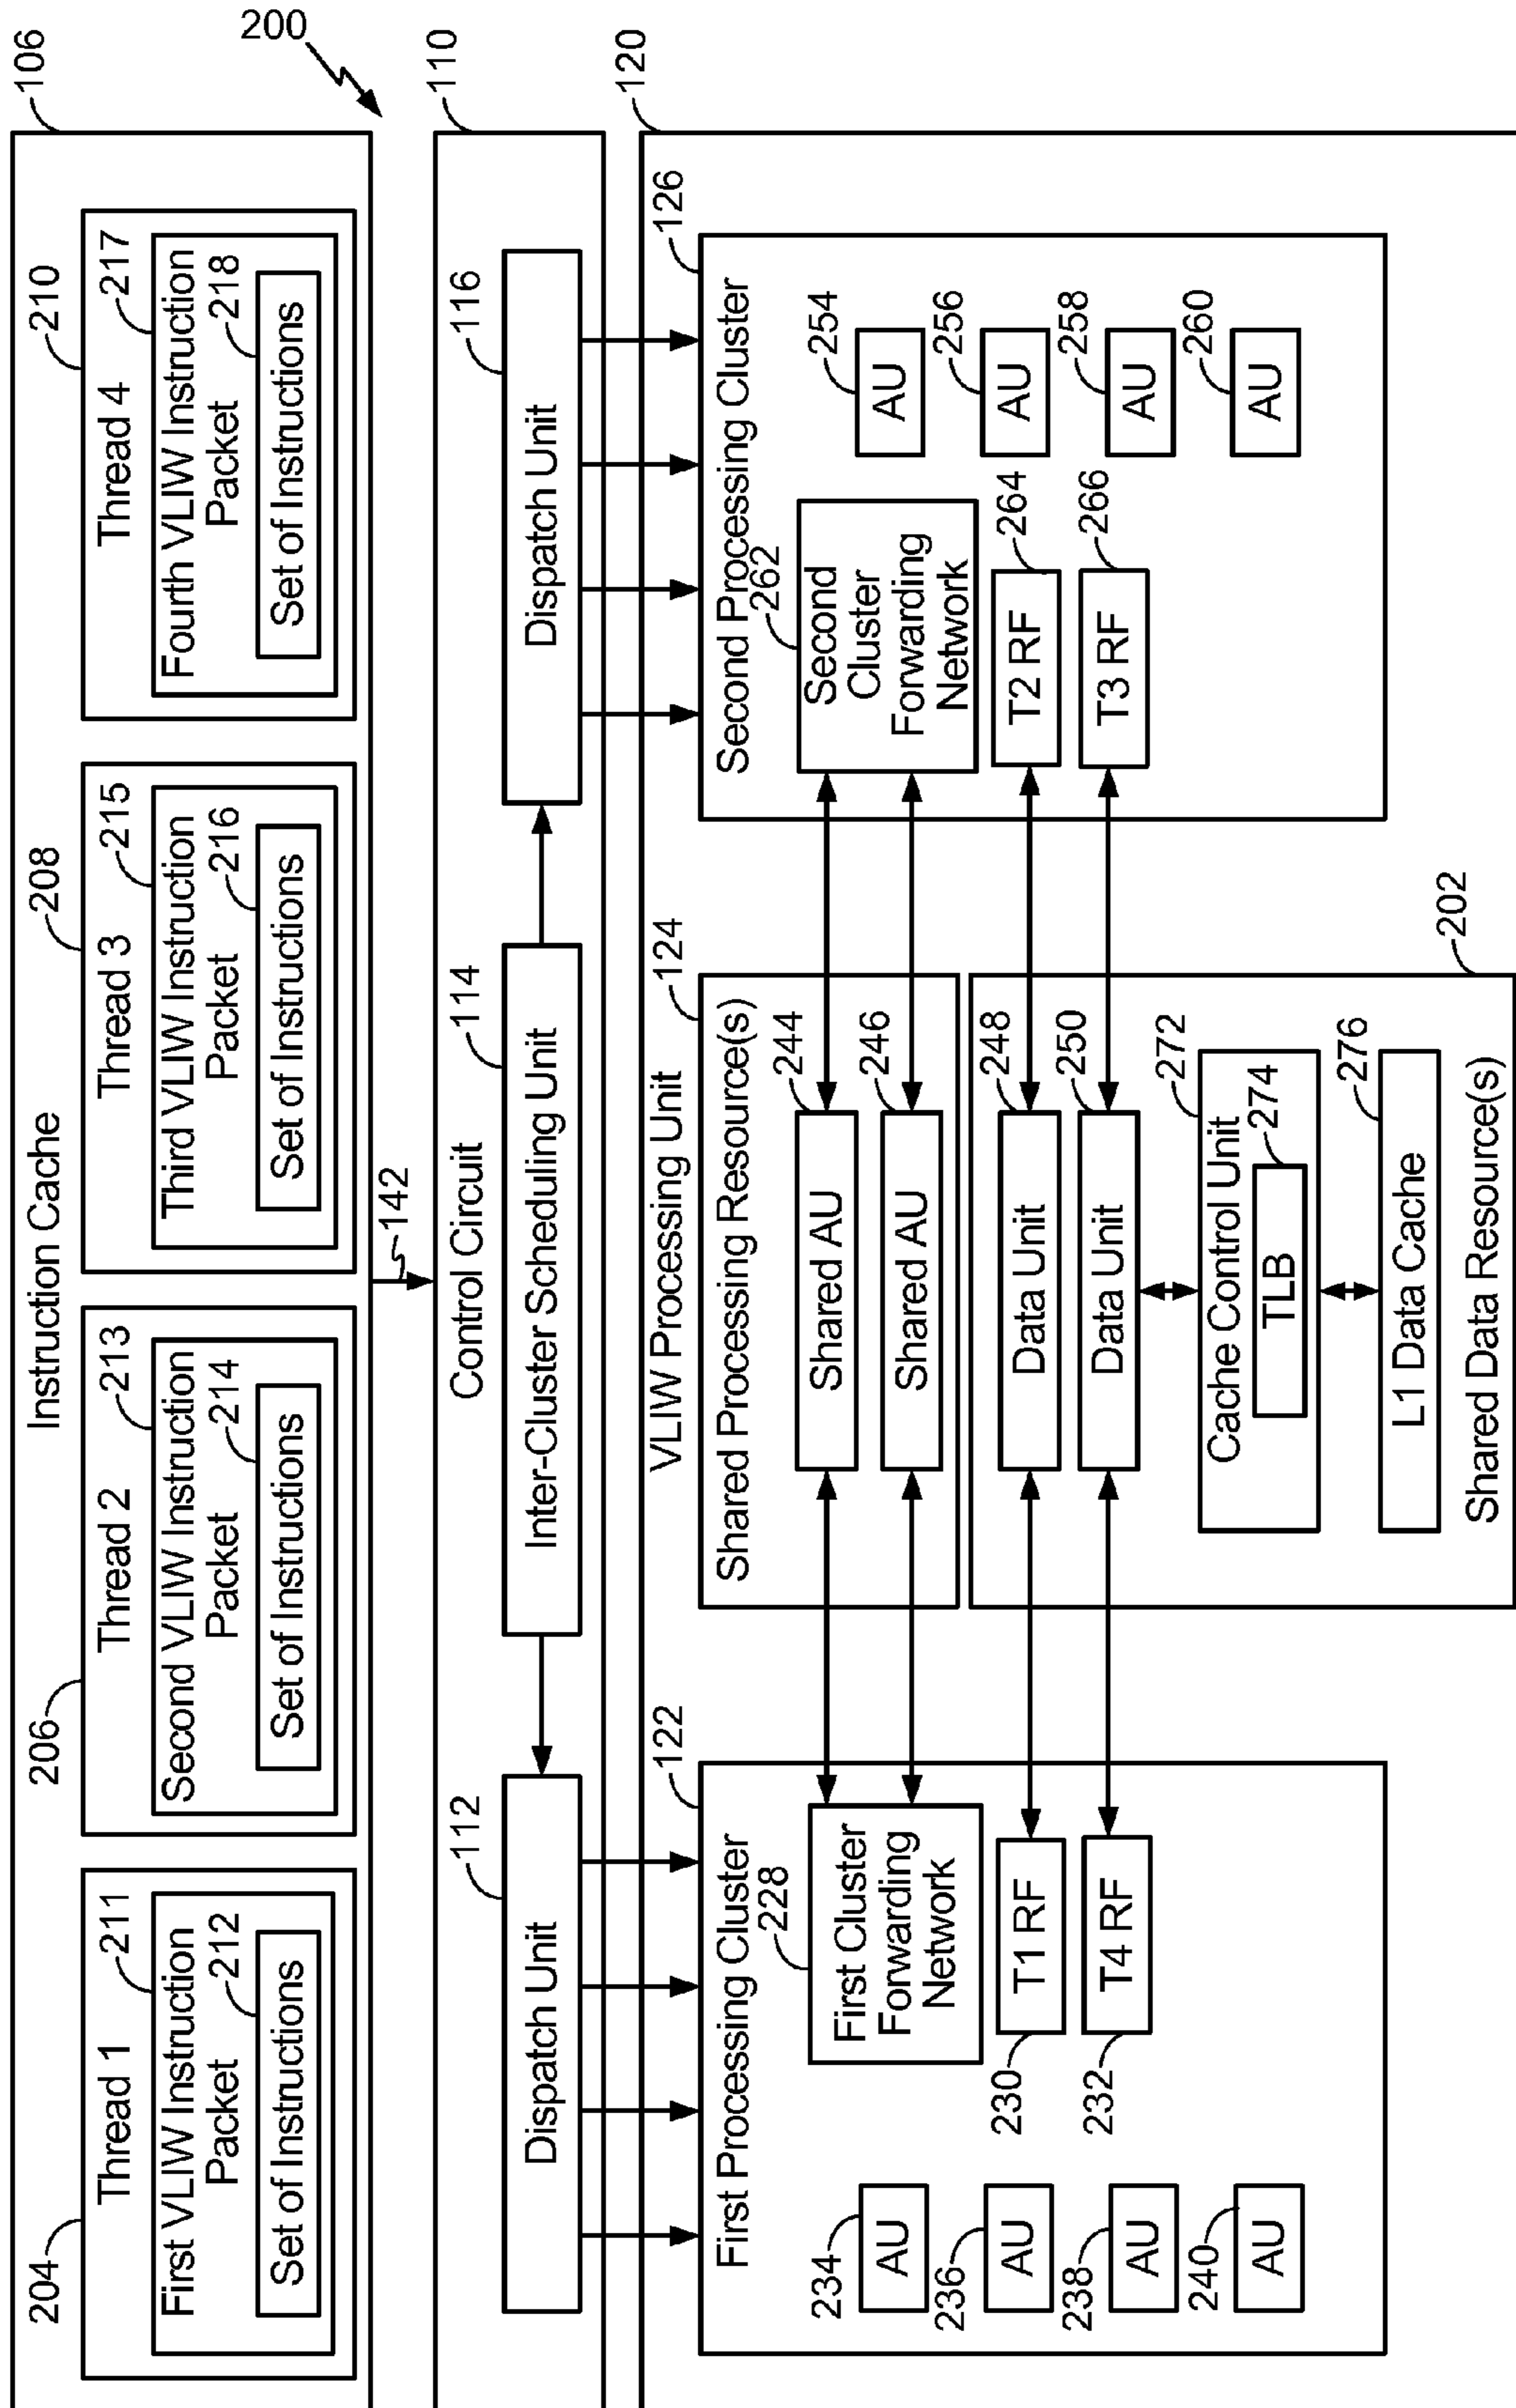 200
Instruction Cache
106
204
Thread 1
First VLIW Instruction
Packet
211
212
Set of Instructions
206
Thread 2
Second VLIW Instruction
Packet
213
214
Set of Instructions
208
Thread 3
Third VLIW Instruction
Packet
215
216
Set of Instructions
210
Thread 4
Fourth VLIW Instruction
Packet
217
218
Set of Instructions
142
Control Circuit
110
112
Dispatch Unit
114
Inter-Cluster Scheduling Unit
116
Dispatch Unit
VLIW Processing Unit
120
First Processing Cluster
122
228
First Cluster
Forwarding
Network
230
T1 RF
232
T4 RF
234
AU
236
AU
238
AU
240
AU
Shared Processing Resource(s)
124
244
Shared AU
246
Shared AU
248
Data Unit
250
Data Unit
272
Cache Control Unit
274
TLB
276
L1 Data Cache
Shared Data Resource(s)
202
Second Processing Cluster
126
262
Second
Cluster
Forwarding
Network
264
T2 RF
266
T3 RF
254
AU
256
AU
258
AU
260
AU